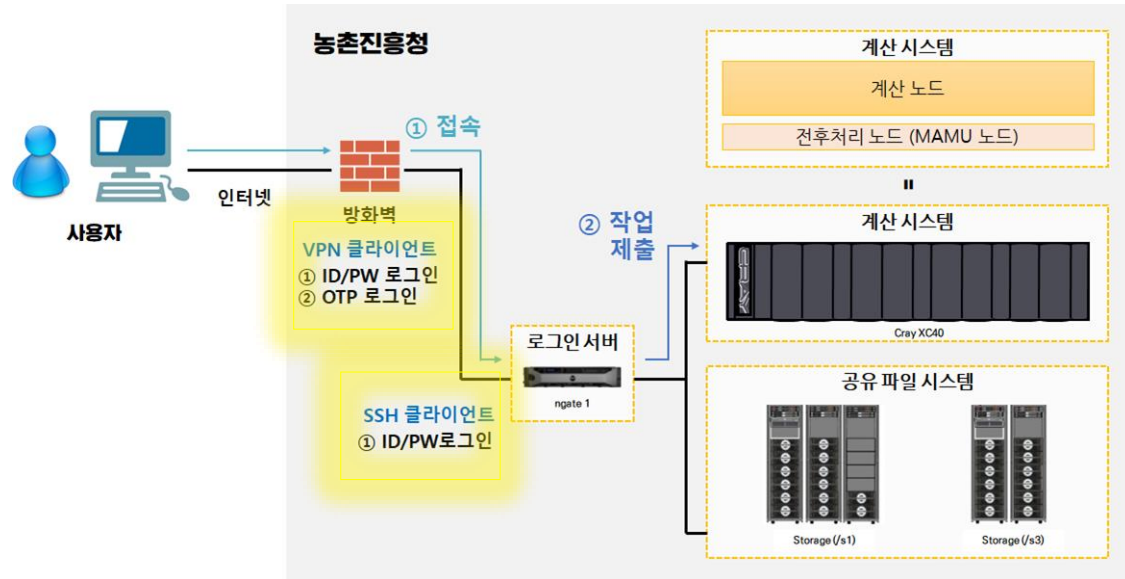 농촌진흥청
사용자
인터넷
① 접속
방화벽
VPN 클라이언트
① ID/PW 로그인
② OTP 로그인
SSH 클라이언트
① ID/PW로그인
로그인 서버
ngate 1
② 작업
제출
계산 시스템
계산 노드
전후처리 노드 (MAMU 노드)
=
계산 시스템
CRAY
Cray XC40
공유 파일 시스템
Storage (/s1)
Storage (/s3)